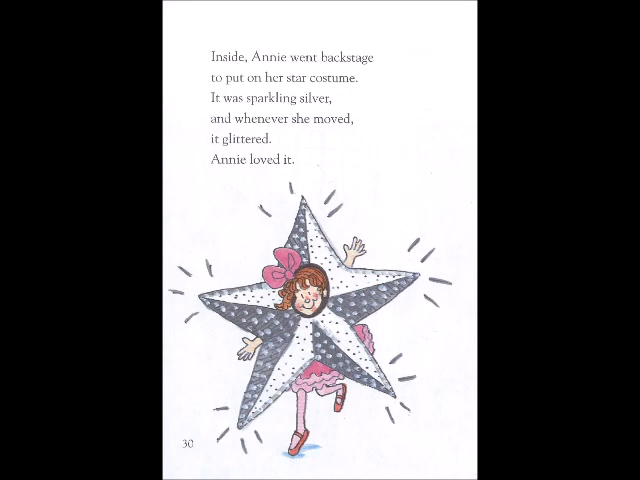 Inside, Annie went backstage
to put on her star costume.
It was sparkling silver,
and whenever she moved,
it glittered.
Annie loved it.
30